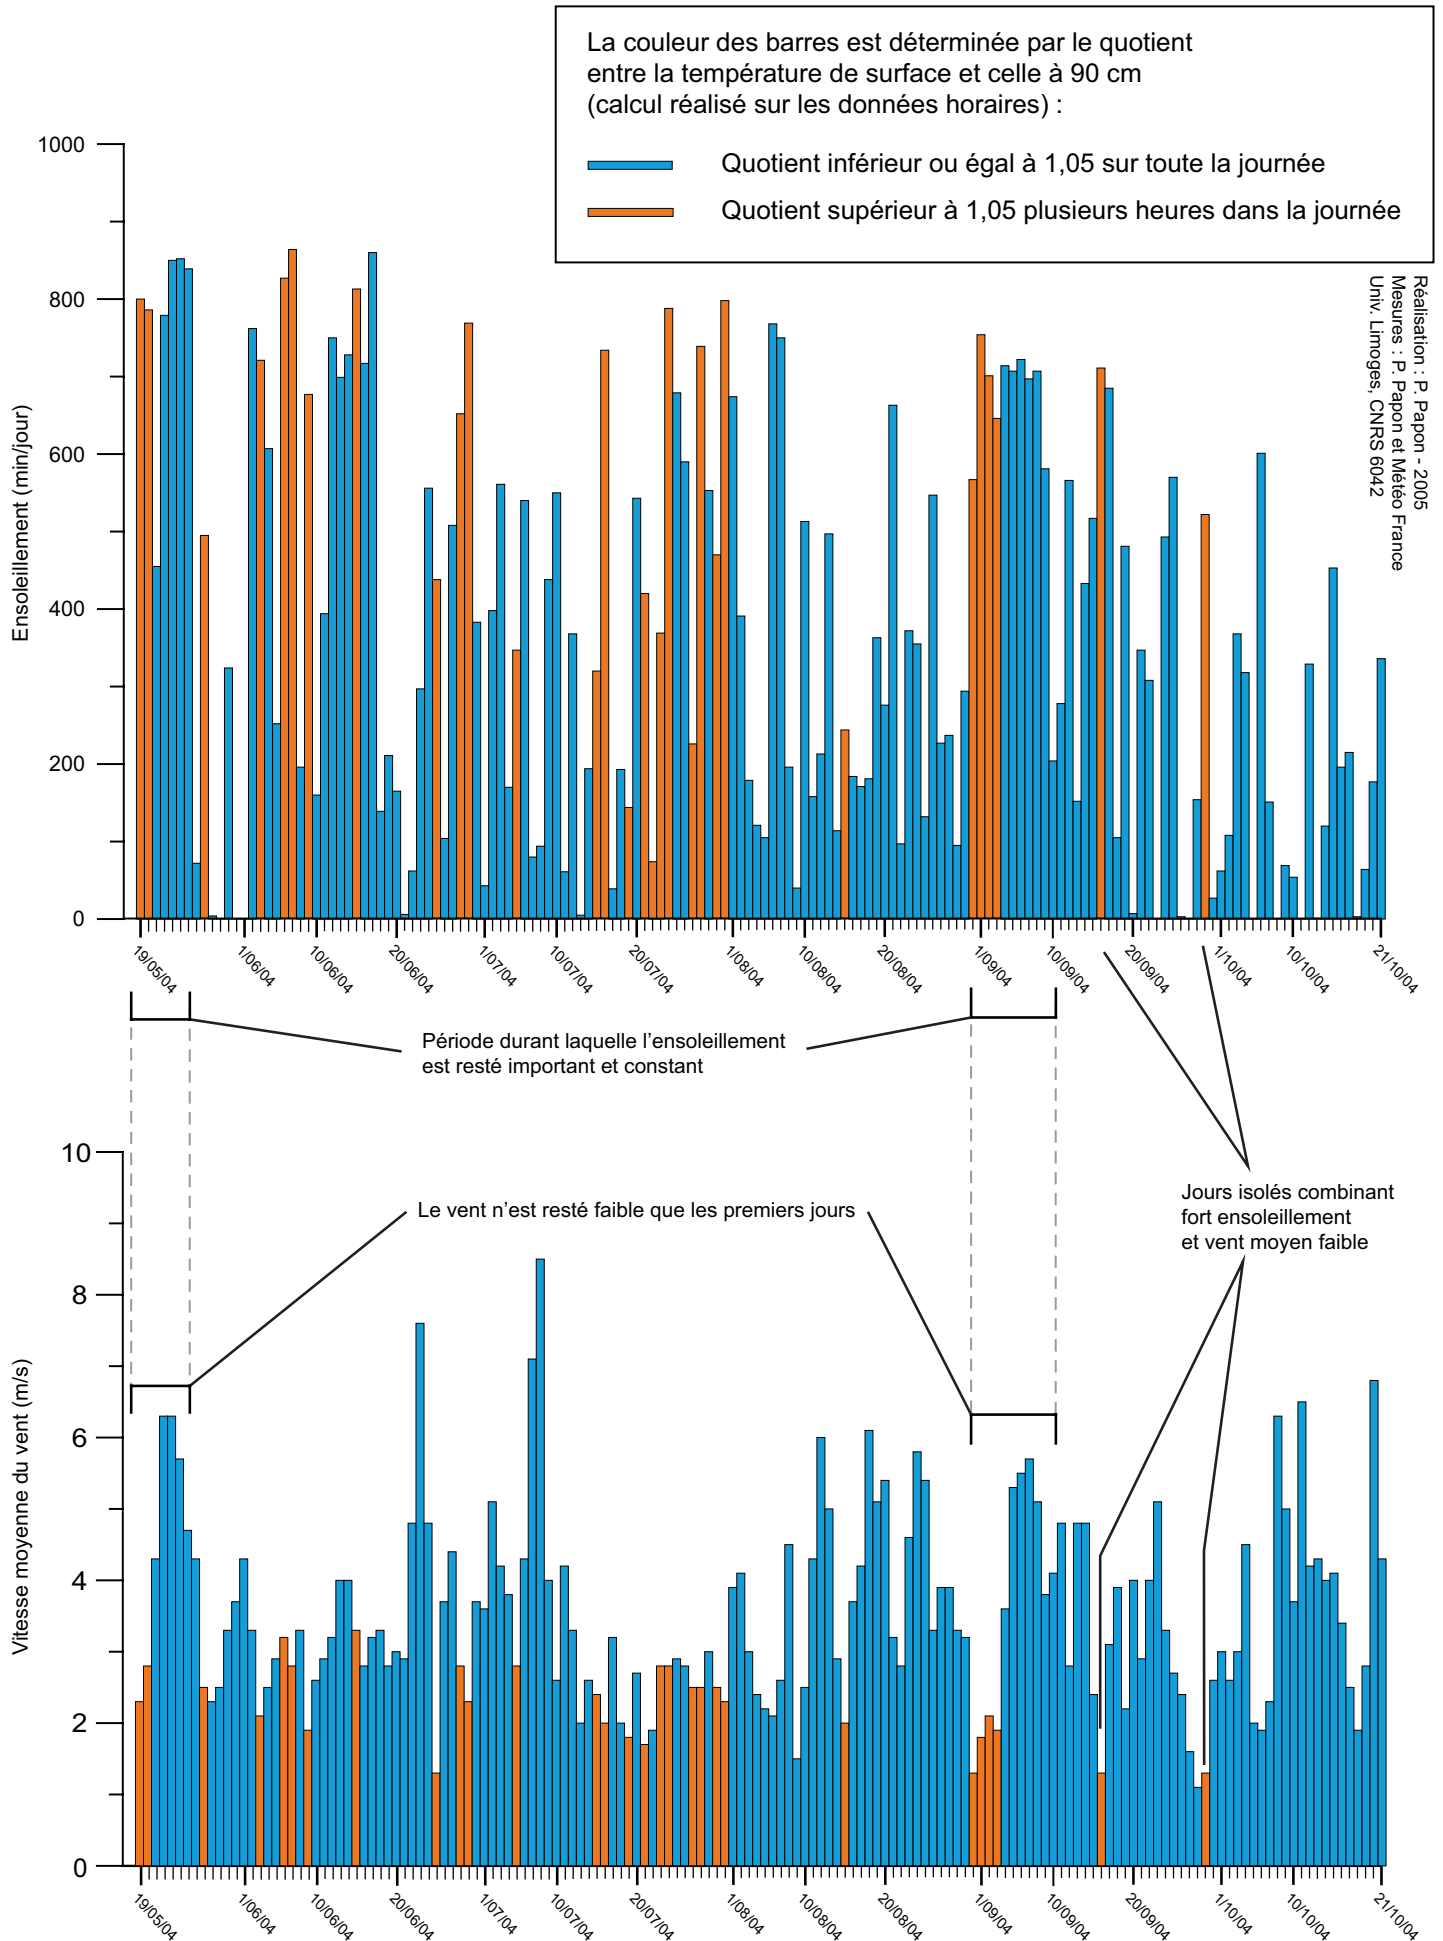 La couleur des barres est déterminée par le quotient
entre la température de surface et celle à 90 cm
(calcul réalisé sur les données horaires) :
Quotient inférieur ou égal à 1,05 sur toute la journée
Quotient supérieur à 1,05 plusieurs heures dans la journée
Réalisation : P. Papon - 2005
Mesures : P. Papon et Météo France
Univ. Limoges, CNRS 6042
Ensoleillement (min/jour)
1000
800
600
400
200
0
19/05/04
1/06/04
10/06/04
20/06/04
1/07/04
10/07/04
20/07/04
1/08/04
10/08/04
20/08/04
1/09/04
10/09/04
20/09/04
1/10/04
10/10/04
21/10/04
Période durant laquelle l'ensoleillement
est resté important et constant
Le vent n'est resté faible que les premiers jours
Jours isolés combinant
fort ensoleillement
et vent moyen faible
Vitesse moyenne du vent (m/s)
10
8
6
4
2
0
19/05/04
1/06/04
10/06/04
20/06/04
1/07/04
10/07/04
20/07/04
1/08/04
10/08/04
20/08/04
1/09/04
10/09/04
20/09/04
1/10/04
10/10/04
21/10/04